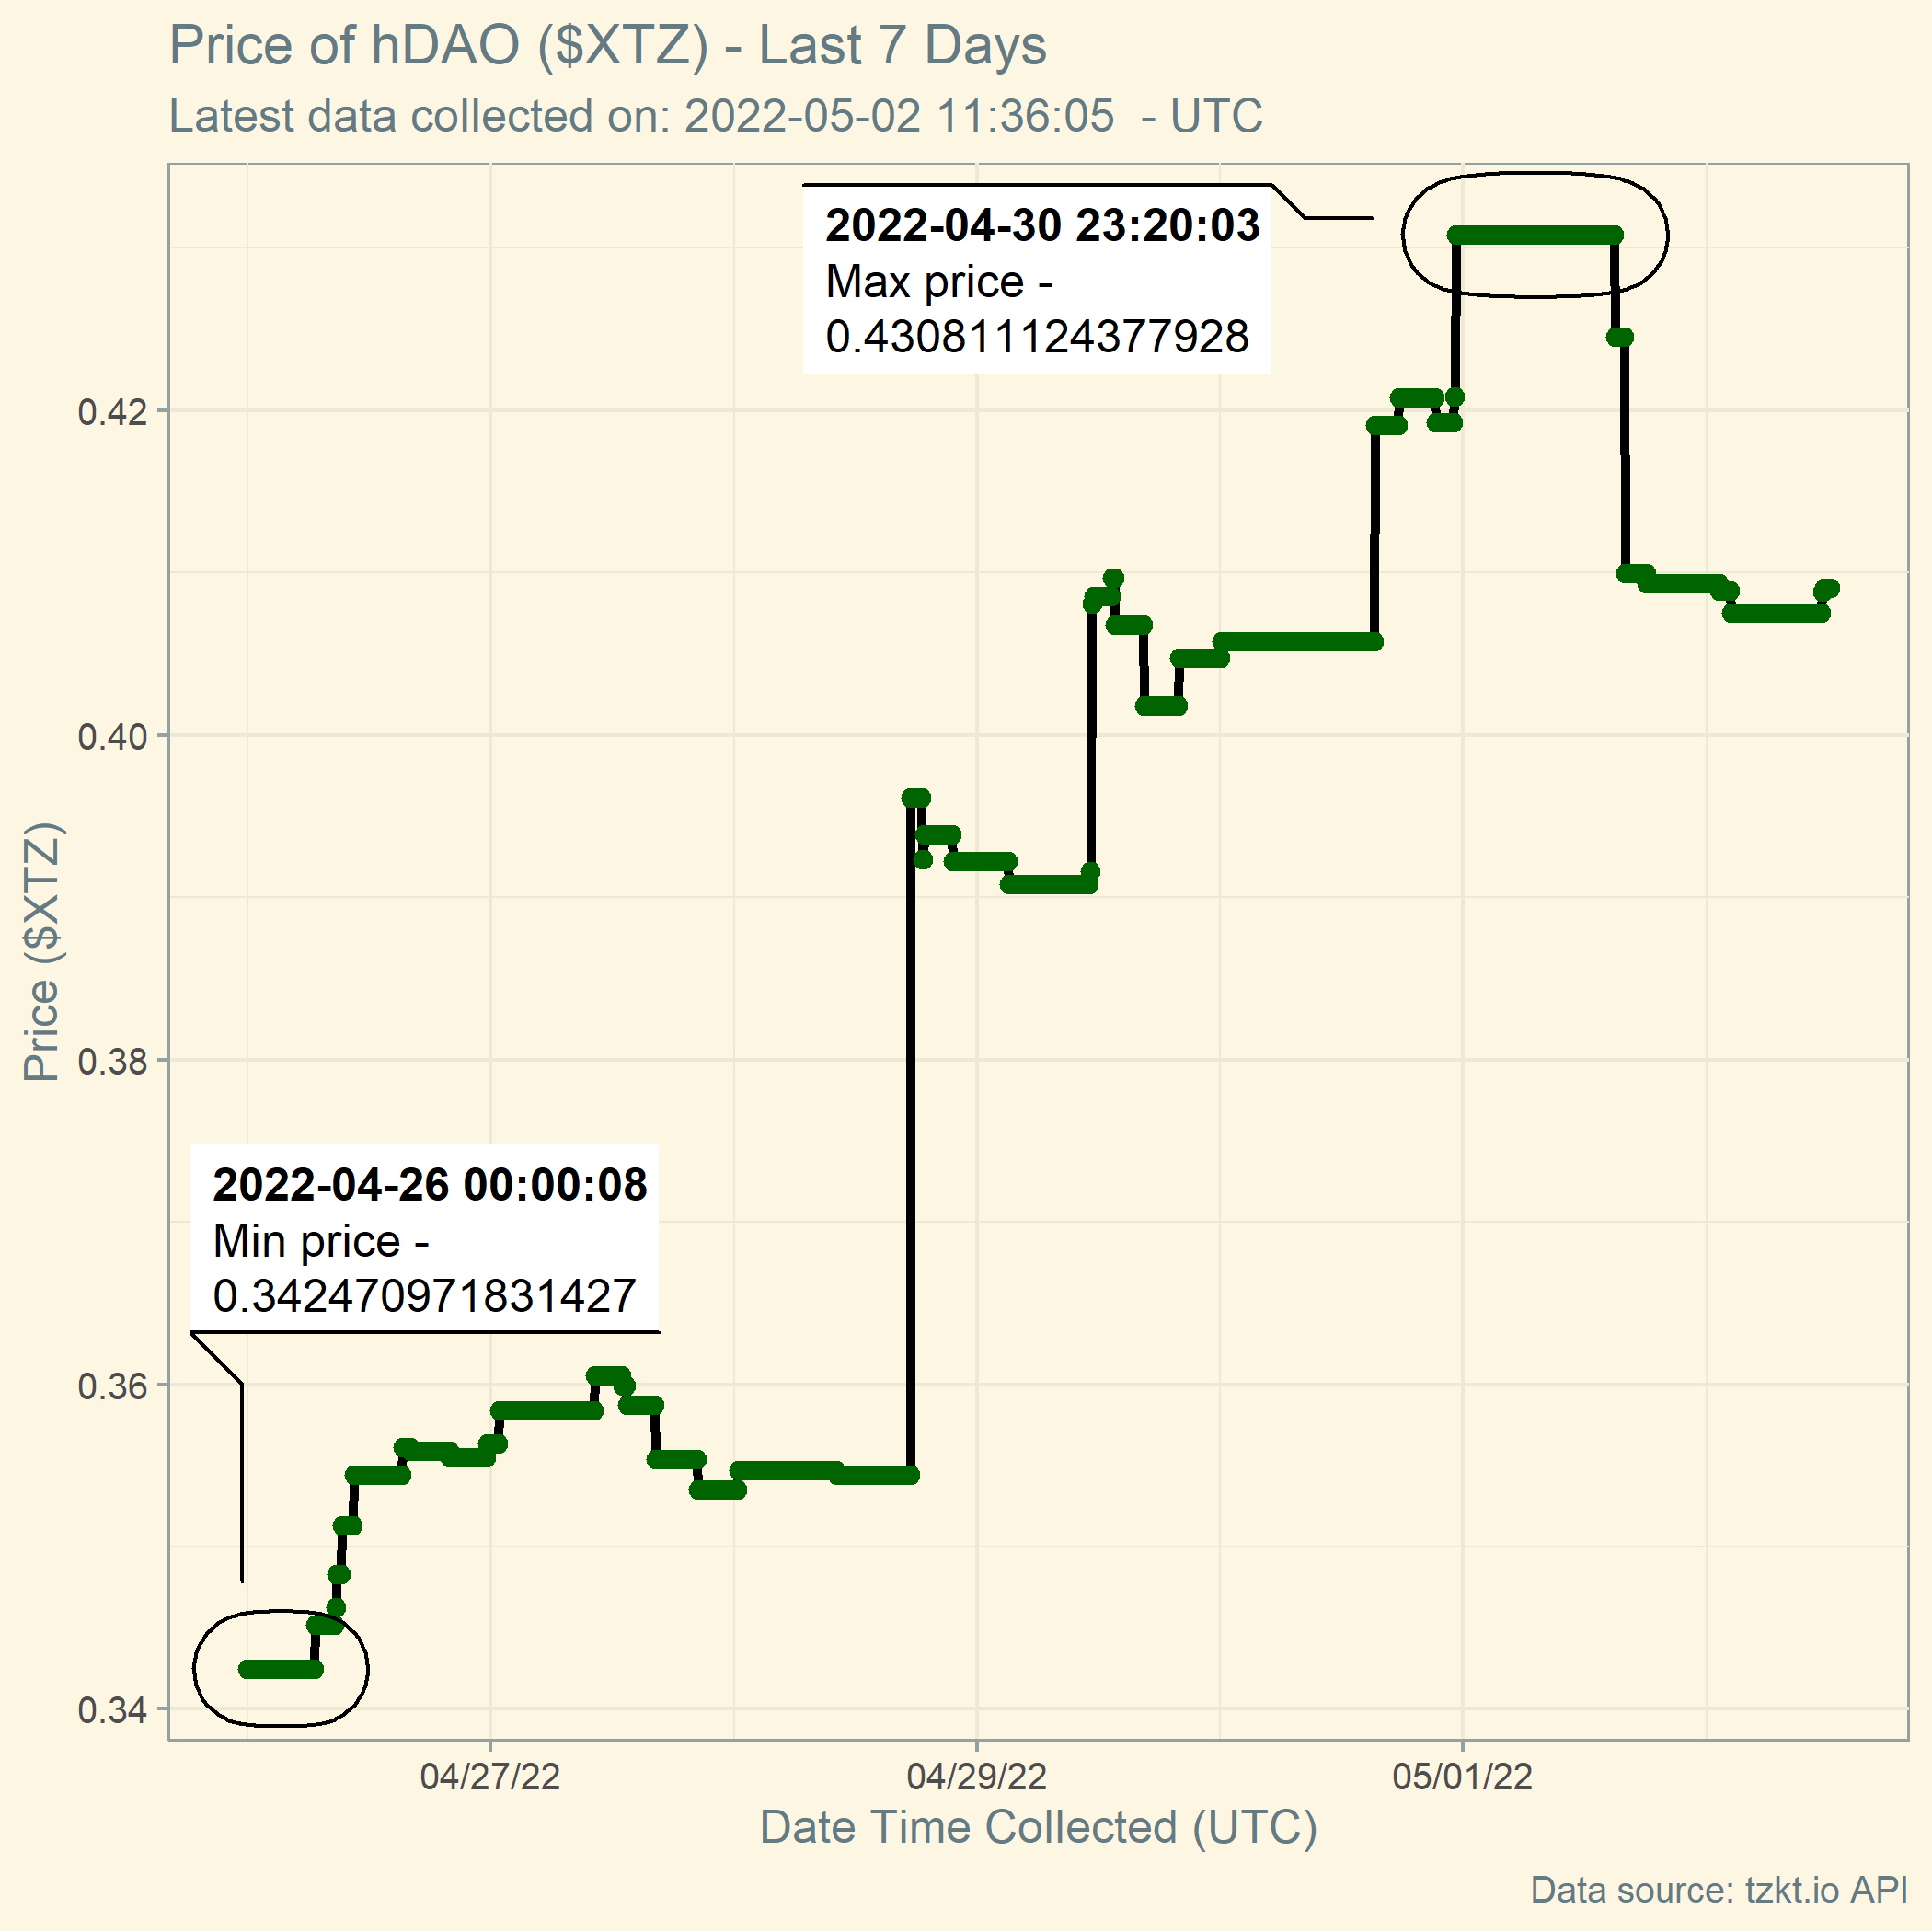 Price of hDAO ($XTZ) - Last 7 Days
Latest data collected on: 2022-05-02 11:36:05  - UTC
2022-04-30 23:20:03
Max price -
0.430811124377928
0.42
0.40
0.38
0.36
0.34
Price ($XTZ)
2022-04-26 00:00:08
Min price -
0.342470971831427
04/27/22
04/29/22
05/01/22
Date Time Collected (UTC)
Data source: tzkt.io API